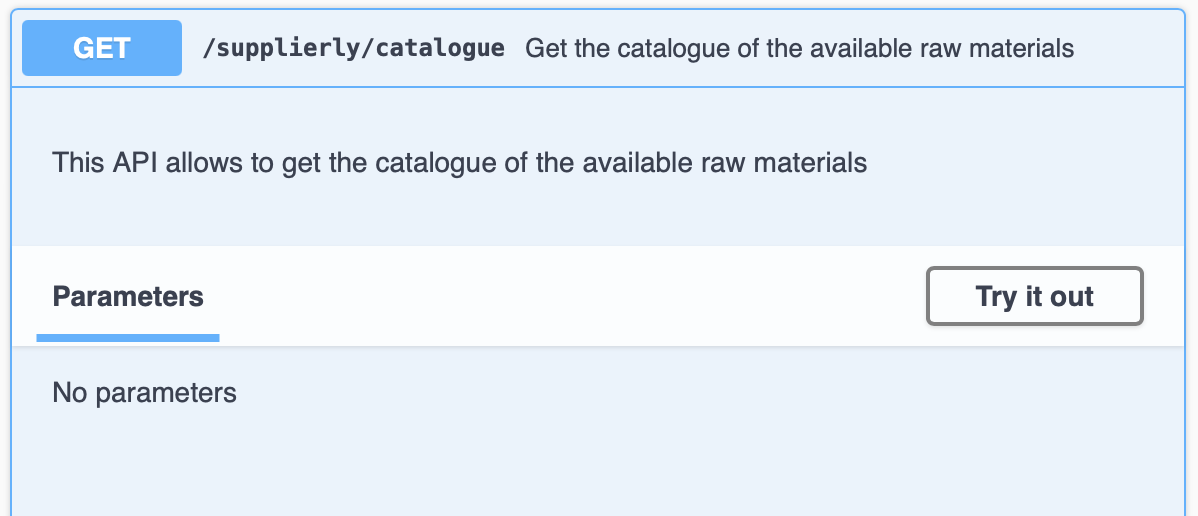 GET /supplierly/catalogue Get the catalogue of the available raw materials
This API allows to get the catalogue of the available raw materials
Parameters Try it out
No parameters